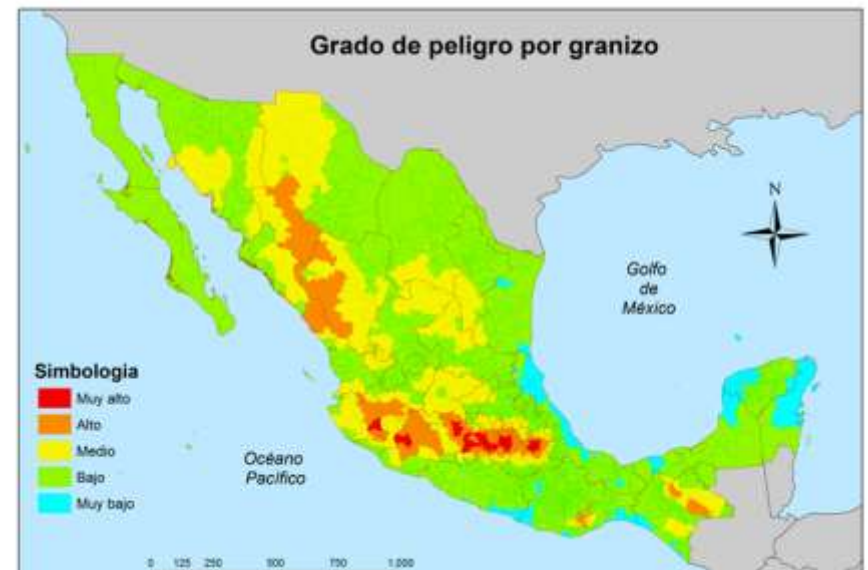 Grado de peligro por granizo
N
Golfo
de
México
Simbologia
Muy alto
Alto
Medio
Bajo
Muy bajo
Océano
Pacífico
0 125 250 500 750 1.000